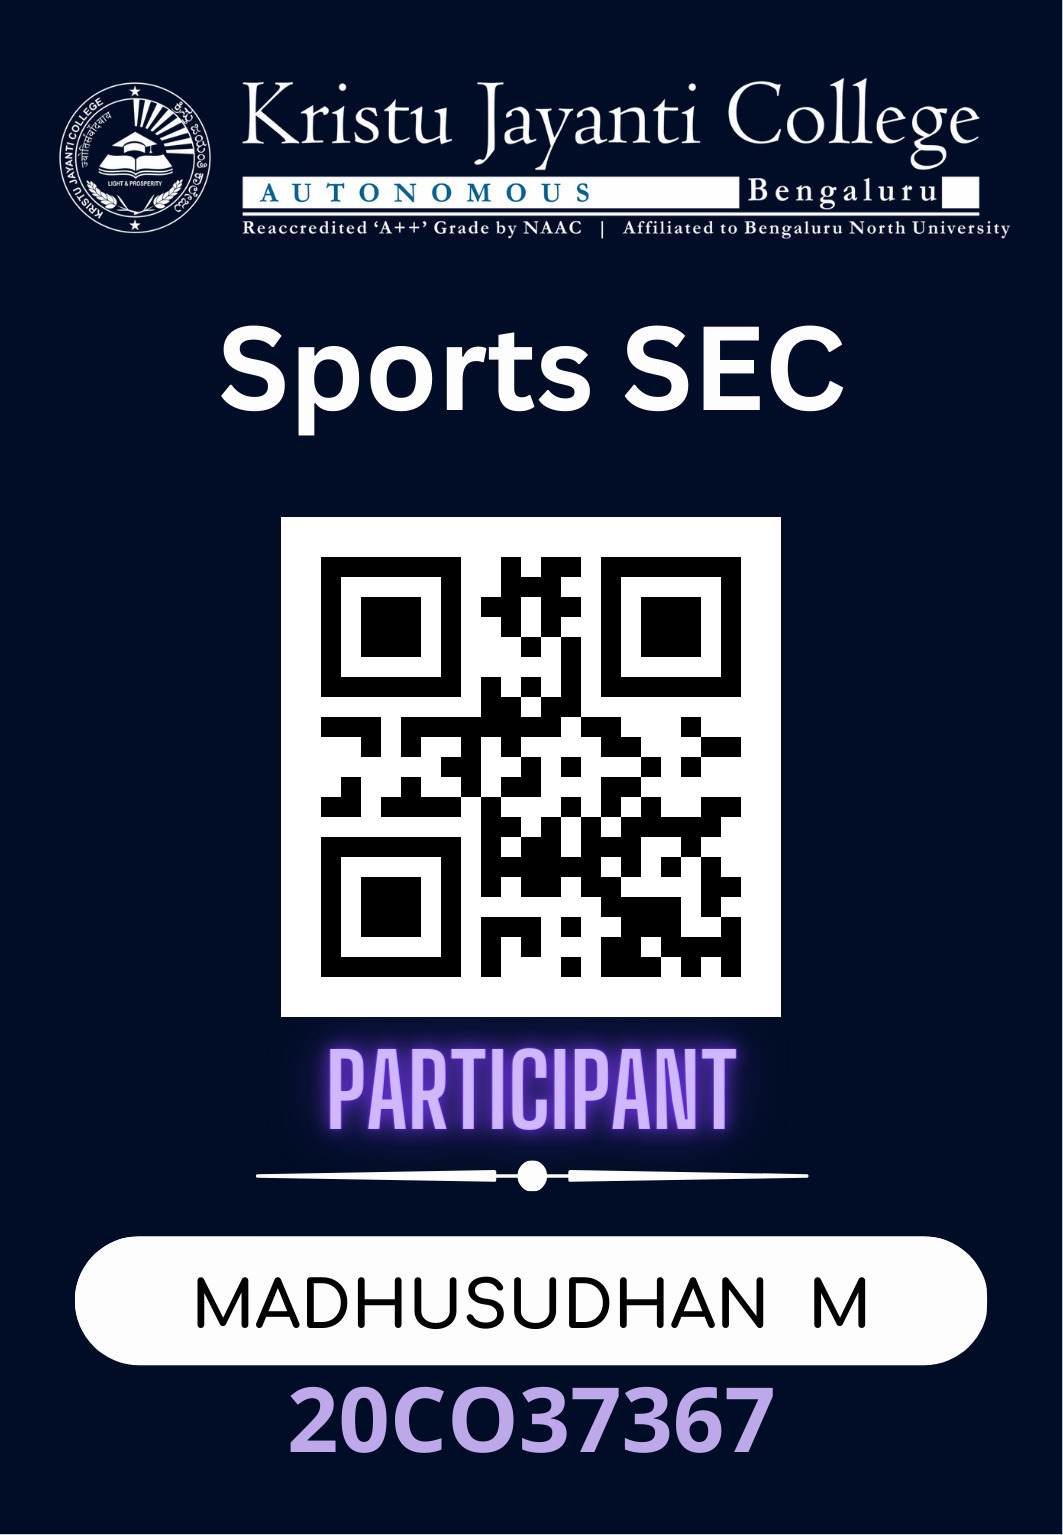 KRISTU JAYANTI COLLEGE
ज्योतिसंवादयाय
LIGHT & PROSPERITY
Kristu Jayanti College
AUTONOMOUS Bengaluru
Reaccredited ‘A++’ Grade by NAAC | Affiliated to Bengaluru North University
Sports SEC
PARTICIPANT
MADHUSUDHAN M
20CO37367